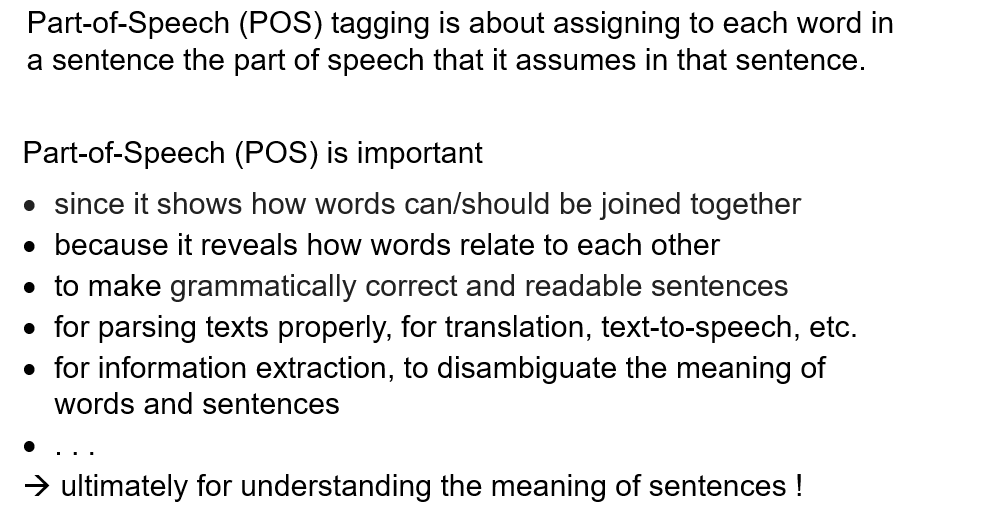 Part-of-Speech (POS) tagging is about assigning to each word in
a sentence the part of speech that it assumes in that sentence.
Part-of-Speech (POS) is important
• since it shows how words can/should be joined together
• because it reveals how words relate to each other
• to make grammatically correct and readable sentences
• for parsing texts properly, for translation, text-to-speech, etc.
• for information extraction, to disambiguate the meaning of
words and sentences
• . . .
→ ultimately for understanding the meaning of sentences !